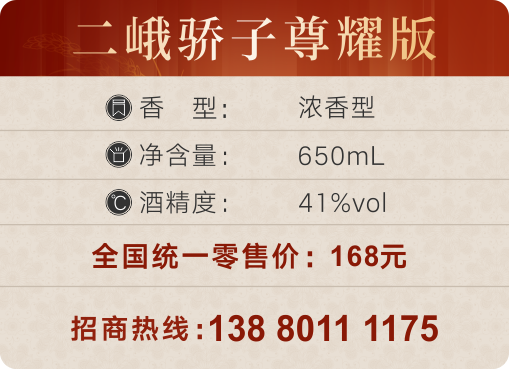 二峨骄子尊耀版
香 型： 浓香型
净含量： 650mL
酒精度： 41%vol
全国统一零售价：168元
招商热线:138 8011 1175